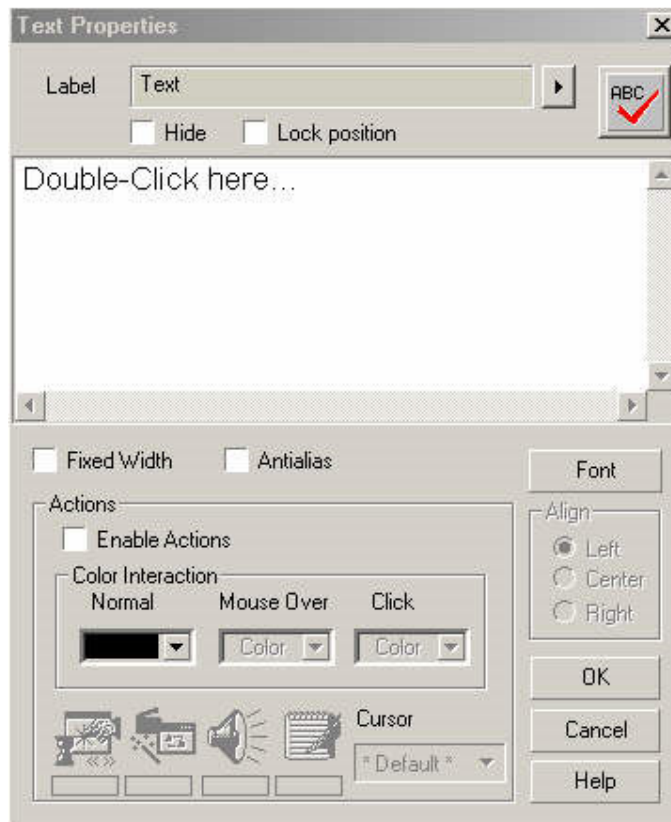 Text Properties
Label Text
ABC
Hide Lock position
Double-Click here...
Fixed Width Antialias
Font
Actions
Align
Enable Actions
Left
Color Interaction
Center
Normal Mouse Over Click
Right
Color Color
OK
Cursor
Cancel
* Default *
Help